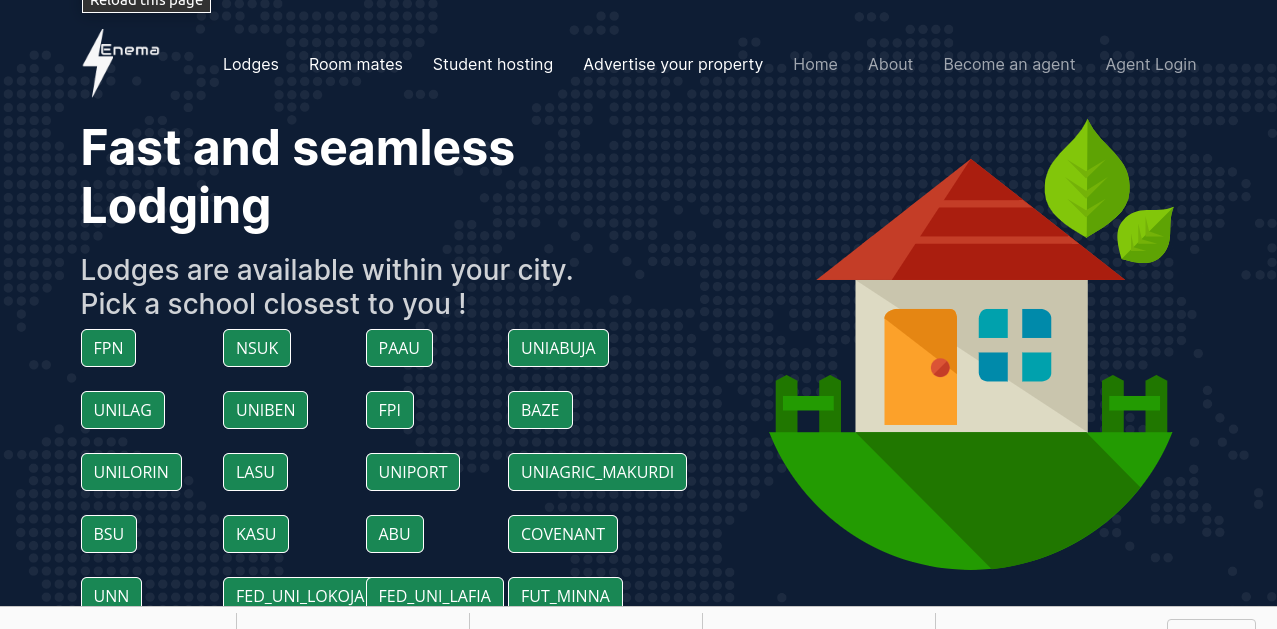 Reload this page
Enema
Lodges Room mates Student hosting Advertise your property Home About Become an agent Agent Login
Fast and seamless
Lodging
Lodges are available within your city.
Pick a school closest to you !
FPN NSUK PAAU UNIABUJA
UNILAG UNIBEN FPI BAZE
UNILORIN LASU UNIPORT UNIAGRIC_MAKURDI
BSU KASU ABU COVENANT
UNN FED_UNI_LOKOJA FED_UNI_LAFIA FUT_MINNA